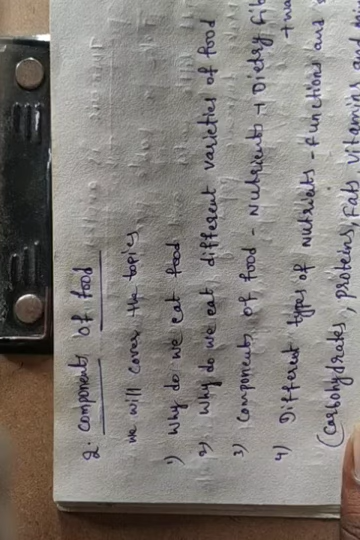 2. components of food
we will cover the topics
1) Why do we eat food
2) Why do we eat different varieties of food
3) components of food - Nutrients + Dietry fib
4) Different types of nutrients - functions and
(Carbohydrates, proteins, Fats, vitamins and